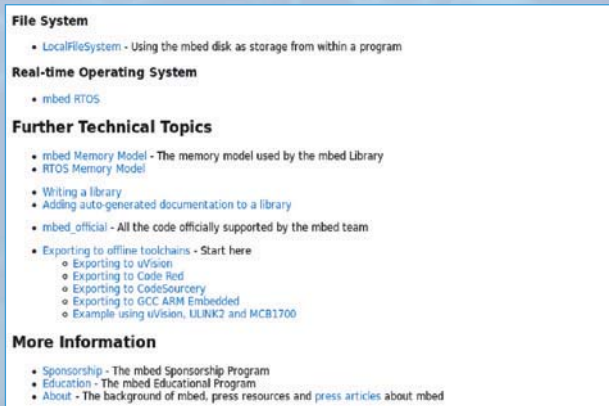 File System
• LocalFileSystem - Using the mbed disk as storage from within a program
Real-time Operating System
• mbed RTOS
Further Technical Topics
• mbed Memory Model - The memory model used by the mbed Library
• RTOS Memory Model
• Writing a library
• Adding auto-generated documentation to a library
• mbed_official - All the code officially supported by the mbed team
• Exporting to offline toolchains - Start here
o Exporting to uVision
o Exporting to Code Red
o Exporting to CodeSourcery
o Exporting to GCC ARM Embedded
o Example using uVision, ULINK2 and MCB1700
More Information
• Sponsorship - The mbed Sponsorship Program
• Education - The mbed Educational Program
• About - The background of mbed, press resources and press articles about mbed